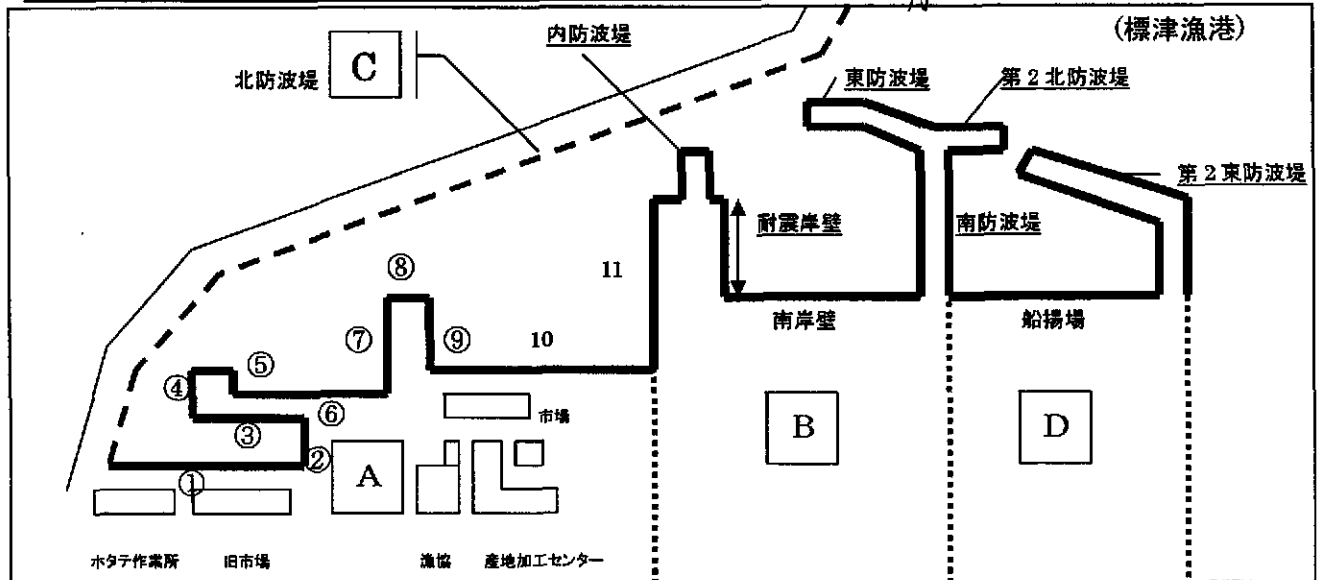 (標津漁港)
内防波堤
北防波堤
C
東防波堤
第2北防波堤
第2東防波堤
耐震岸壁
南防波堤
⑧
11
南岸壁
船揚場
⑦
⑨
10
⑤
④
⑥
③
市場
②
①
A
B
D
ホタテ作業所
旧市場
漁協
産地加工センター